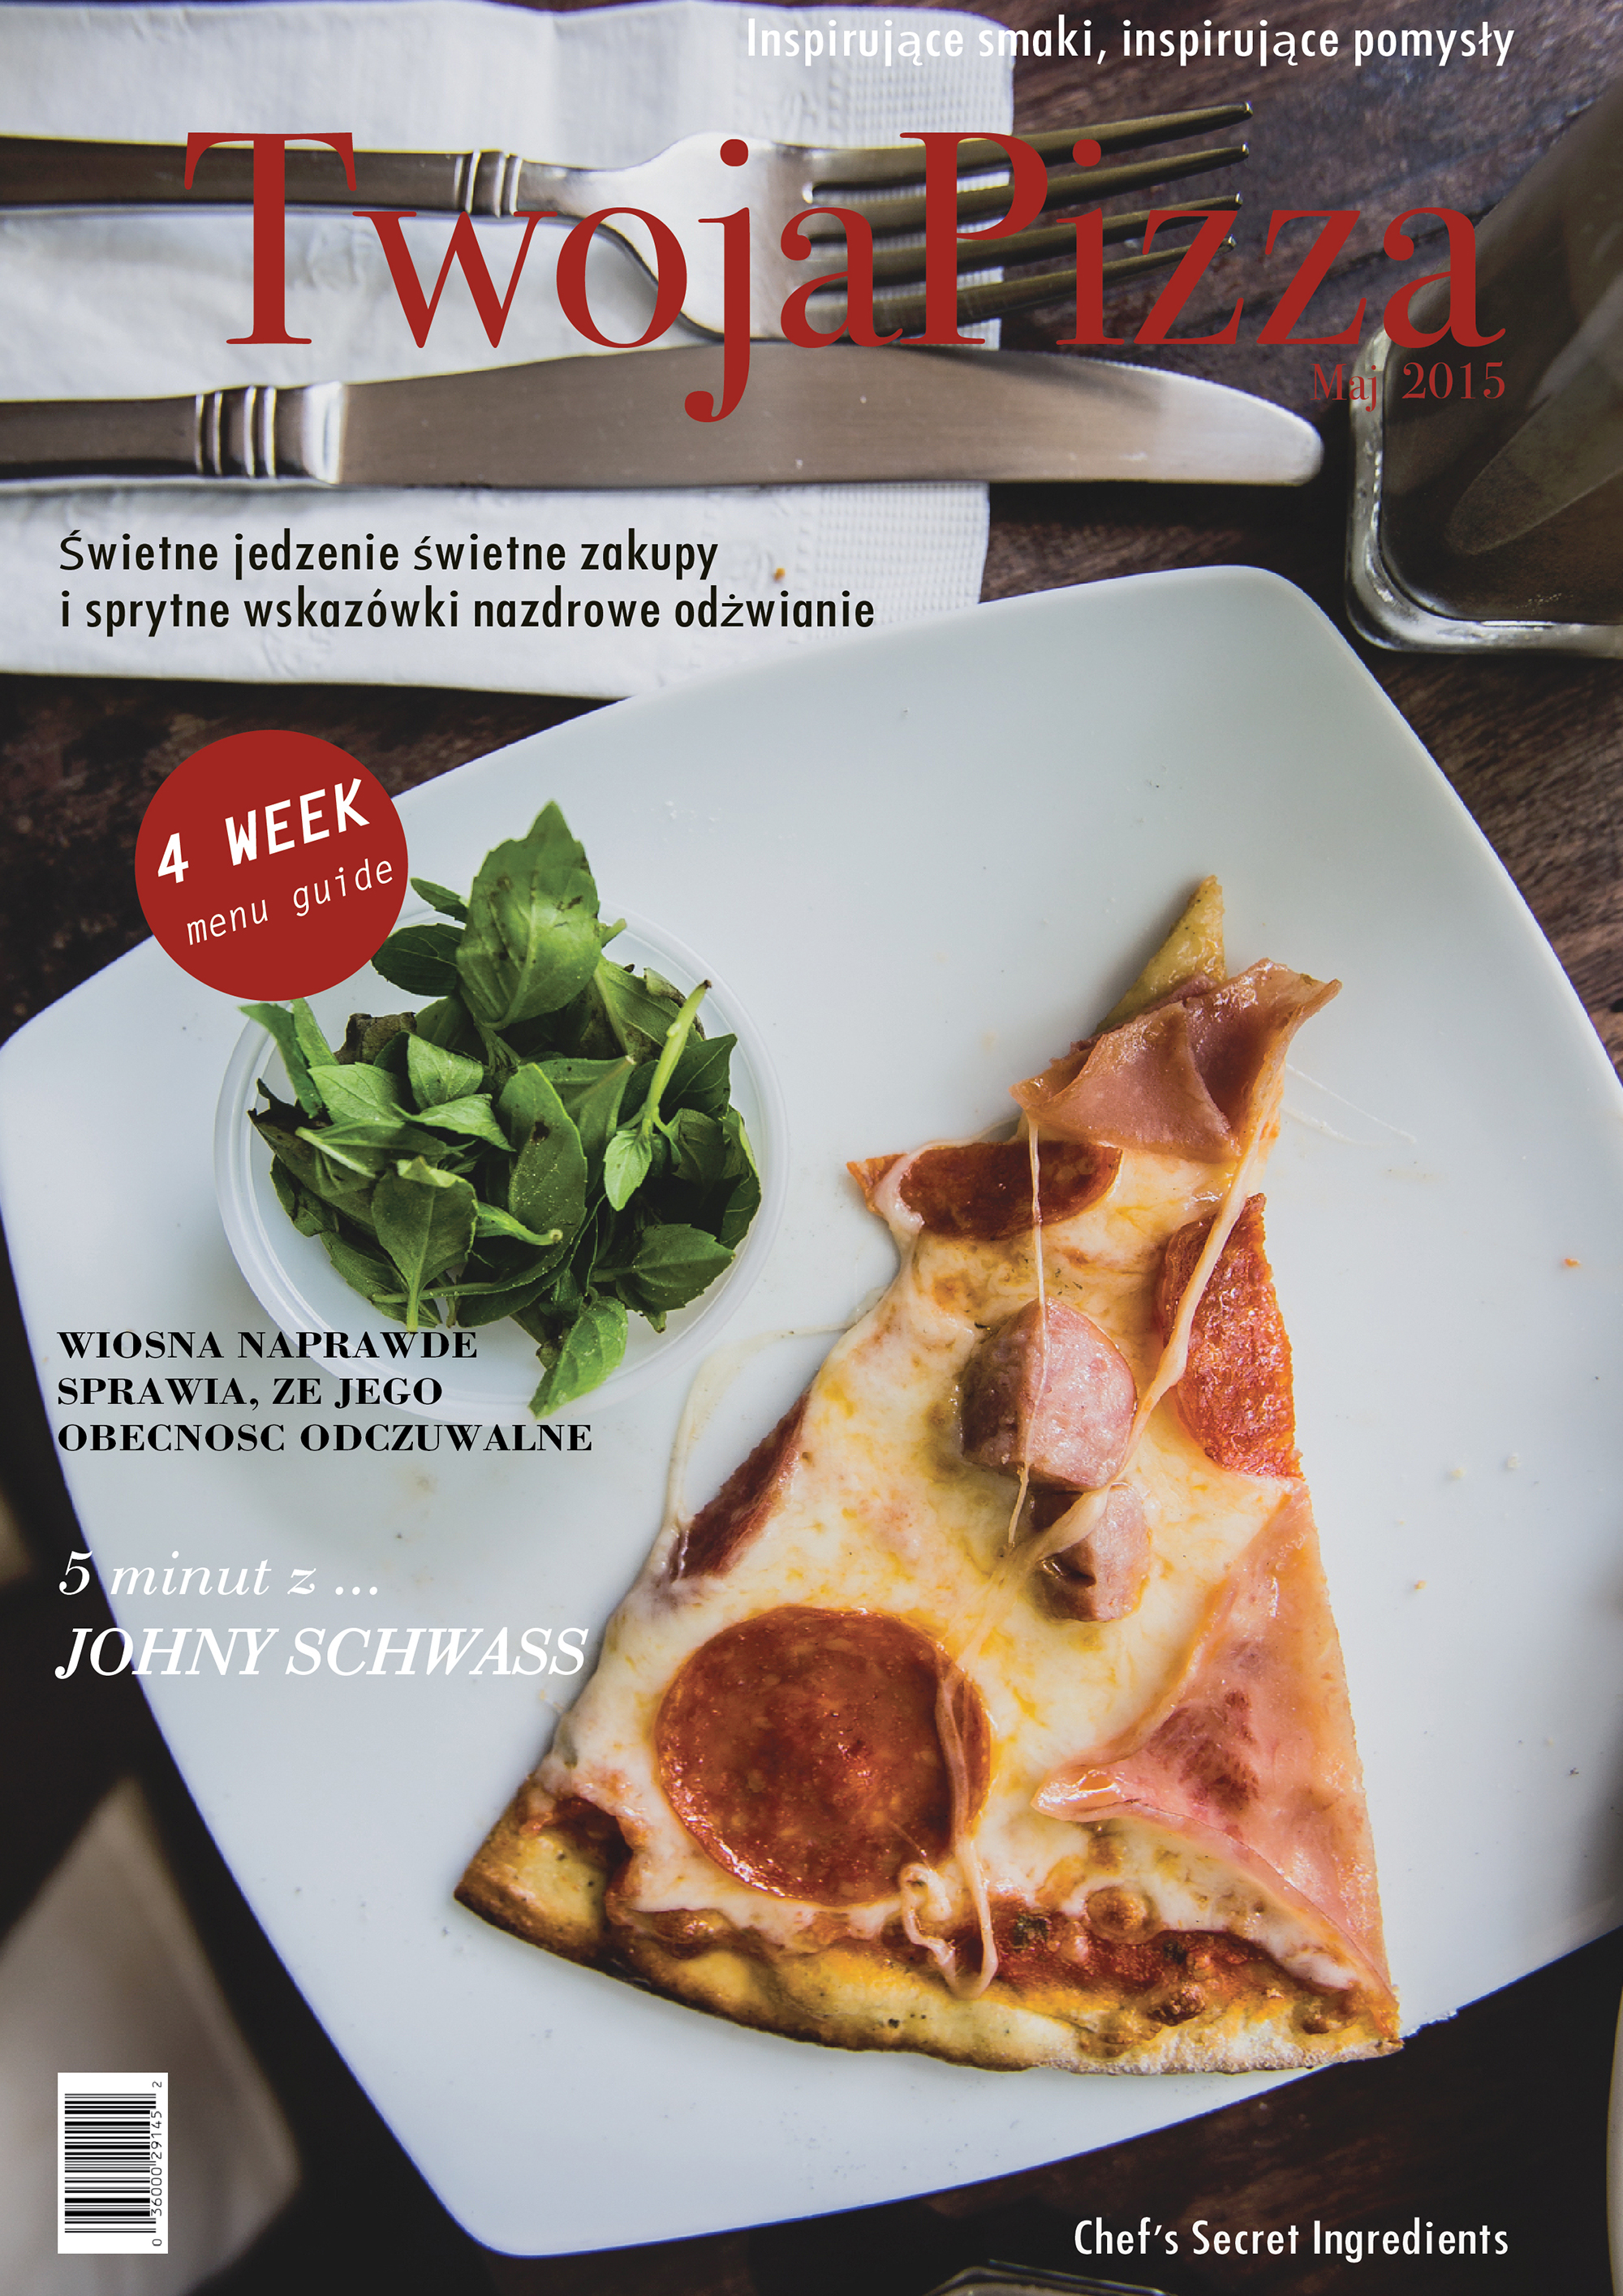 Inspirujące smaki, inspirujące pomysły
TwojaPizza
Maj 2015
Świetne jedzenie świetne zakupy
i sprytne wskazówki nazdrowe odżwianie
4 WEEK
menu guide
WIOSNA NAPRAWDE
SPRAWIA, ZE JEGO
OBECNOSC ODCZUWALNE
5 minut z ...
JOHNY SCHWASS
0 36000 29145 2
Chef's Secret Ingredients